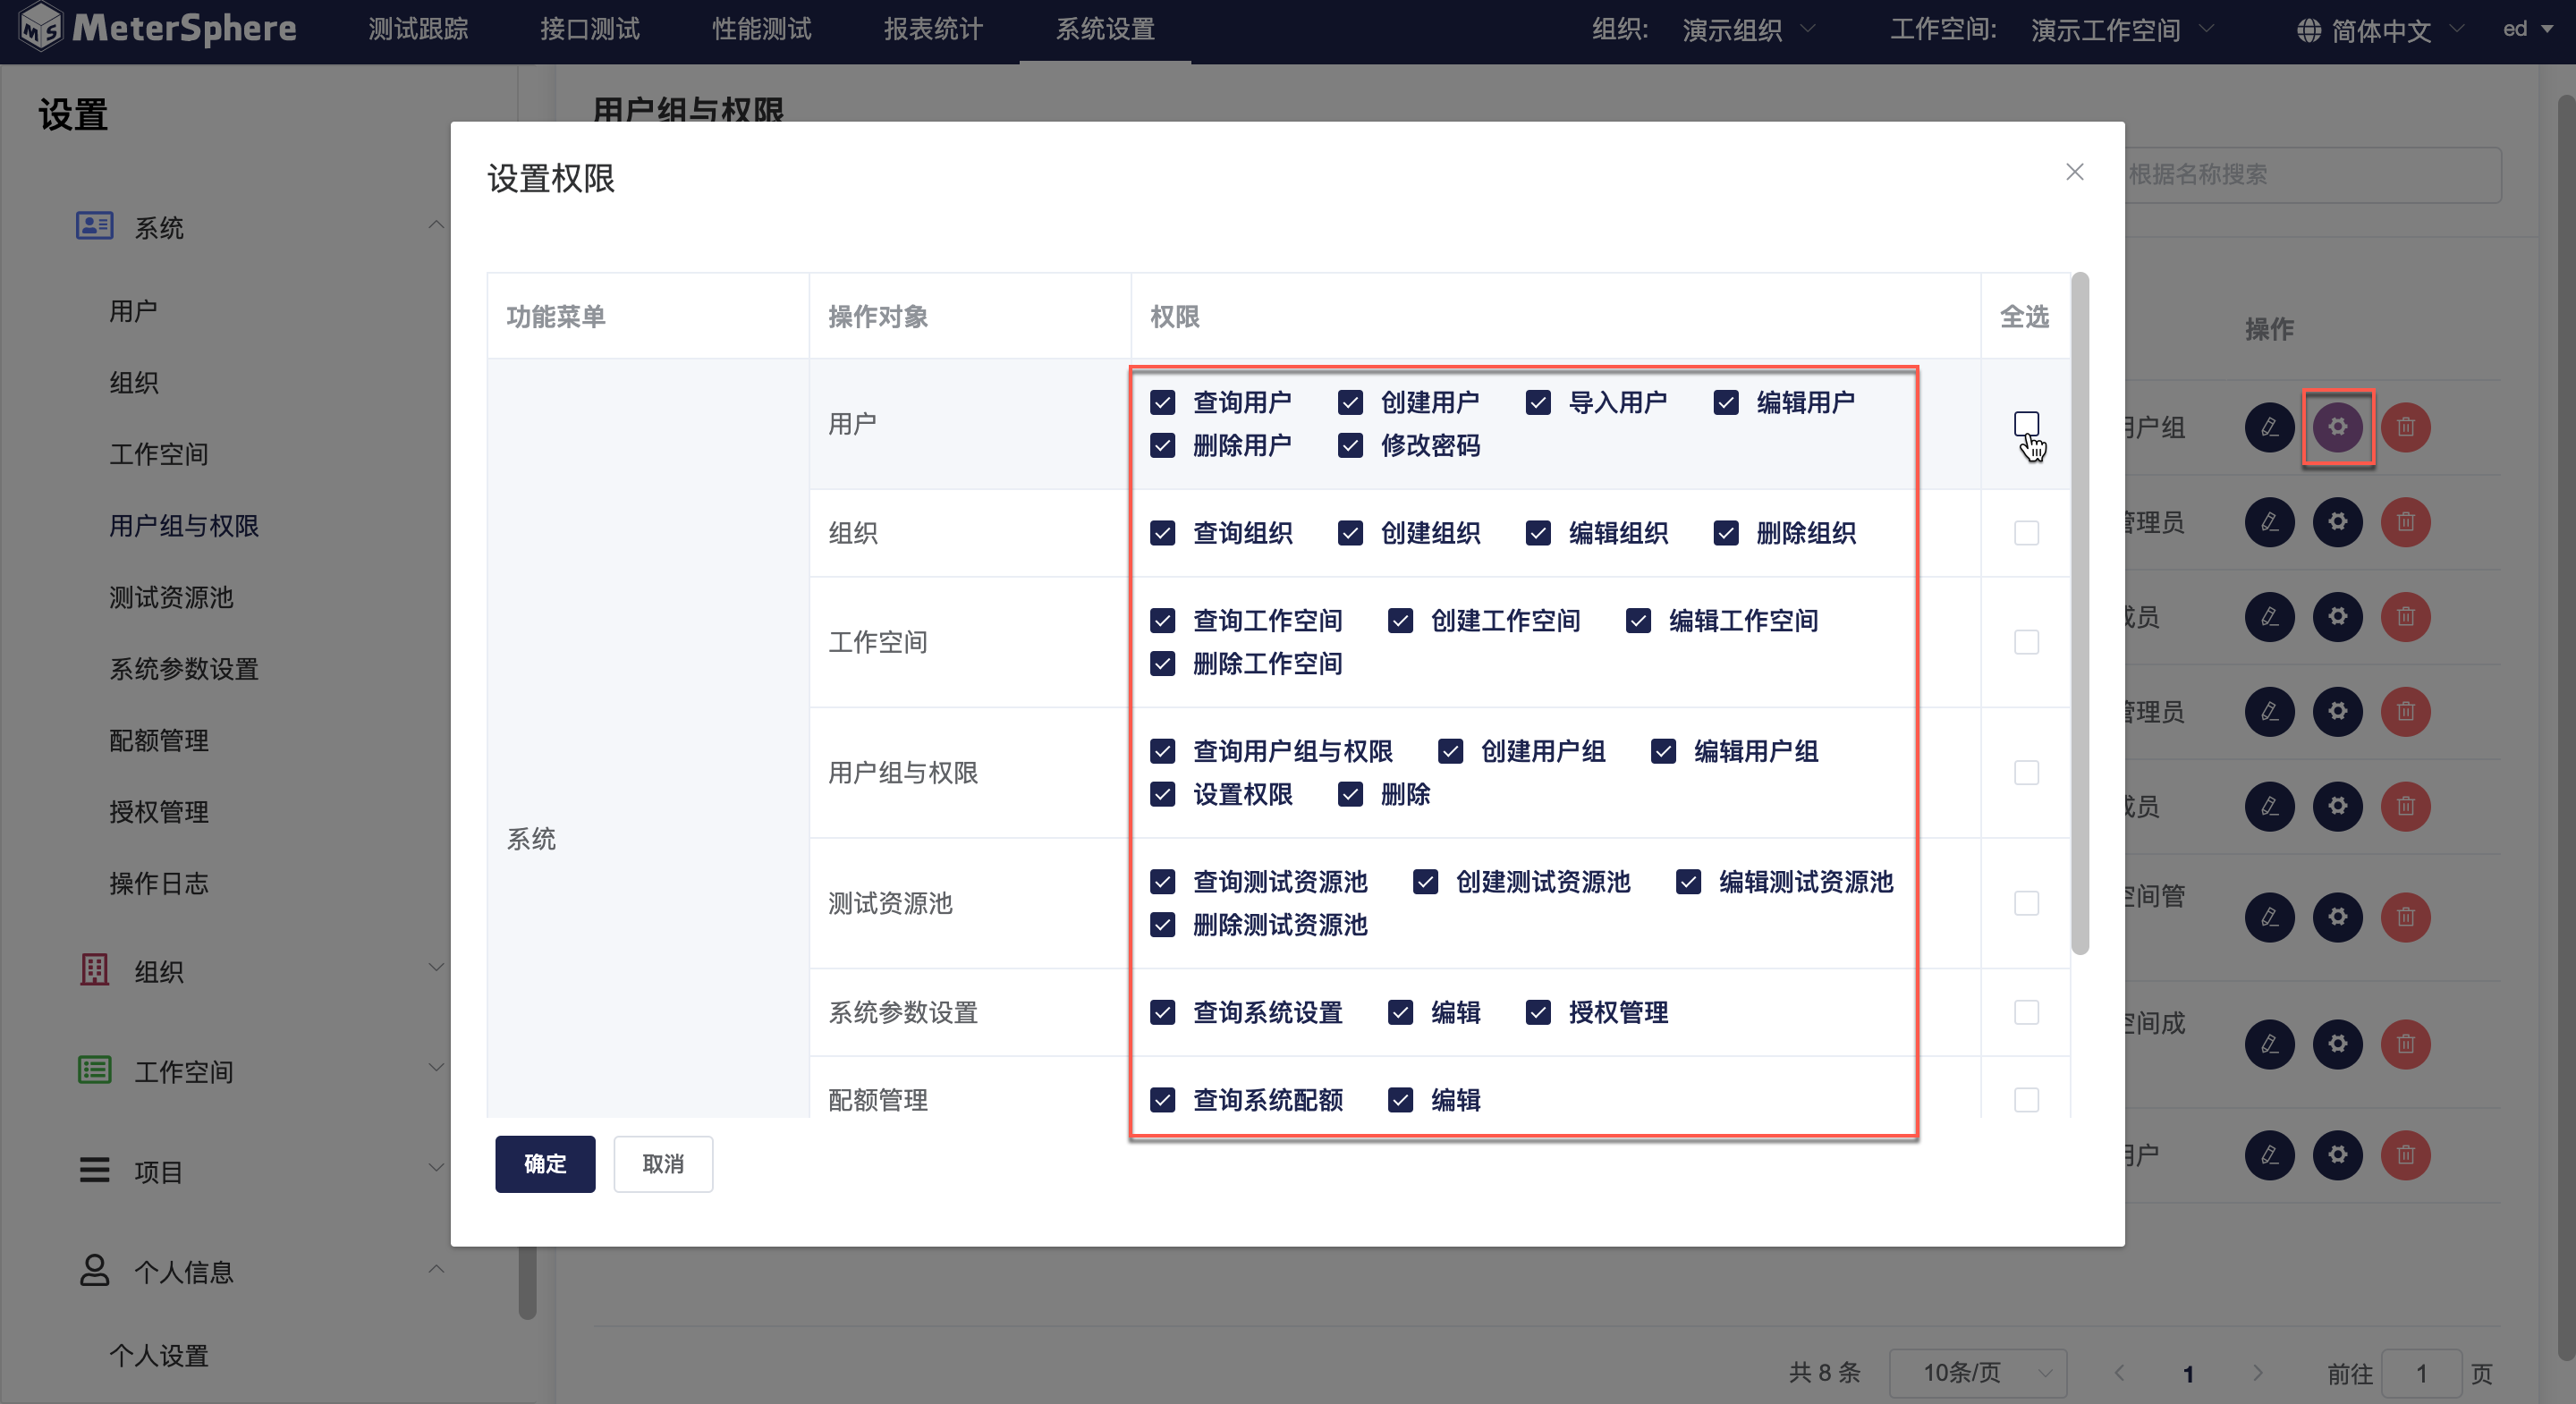 MeterSphere 测试跟踪 接口测试 性能测试 报表统计 系统设置 组织: 演示组织 工作空间: 演示工作空间 简体中文 ed
设置
系统
用户
组织
工作空间
用户组与权限
测试资源池
系统参数设置
配额管理
授权管理
操作日志
组织
工作空间
项目
个人信息
个人设置
用户组与权限
根据名称搜索
设置权限
功能菜单 操作对象 权限 全选
系统
用户
查询用户 创建用户 导入用户 编辑用户
删除用户 修改密码
组织
查询组织 创建组织 编辑组织 删除组织
工作空间
查询工作空间 创建工作空间 编辑工作空间
删除工作空间
用户组与权限
查询用户组与权限 创建用户组 编辑用户组
设置权限 删除
测试资源池
查询测试资源池 创建测试资源池 编辑测试资源池
删除测试资源池
系统参数设置
查询系统设置 编辑 授权管理
配额管理
查询系统配额 编辑
确定 取消
操作
户组
管理员
成员
管理员
成员
空间管
空间成
户
共 8 条 10条/页 1 前往 1 页